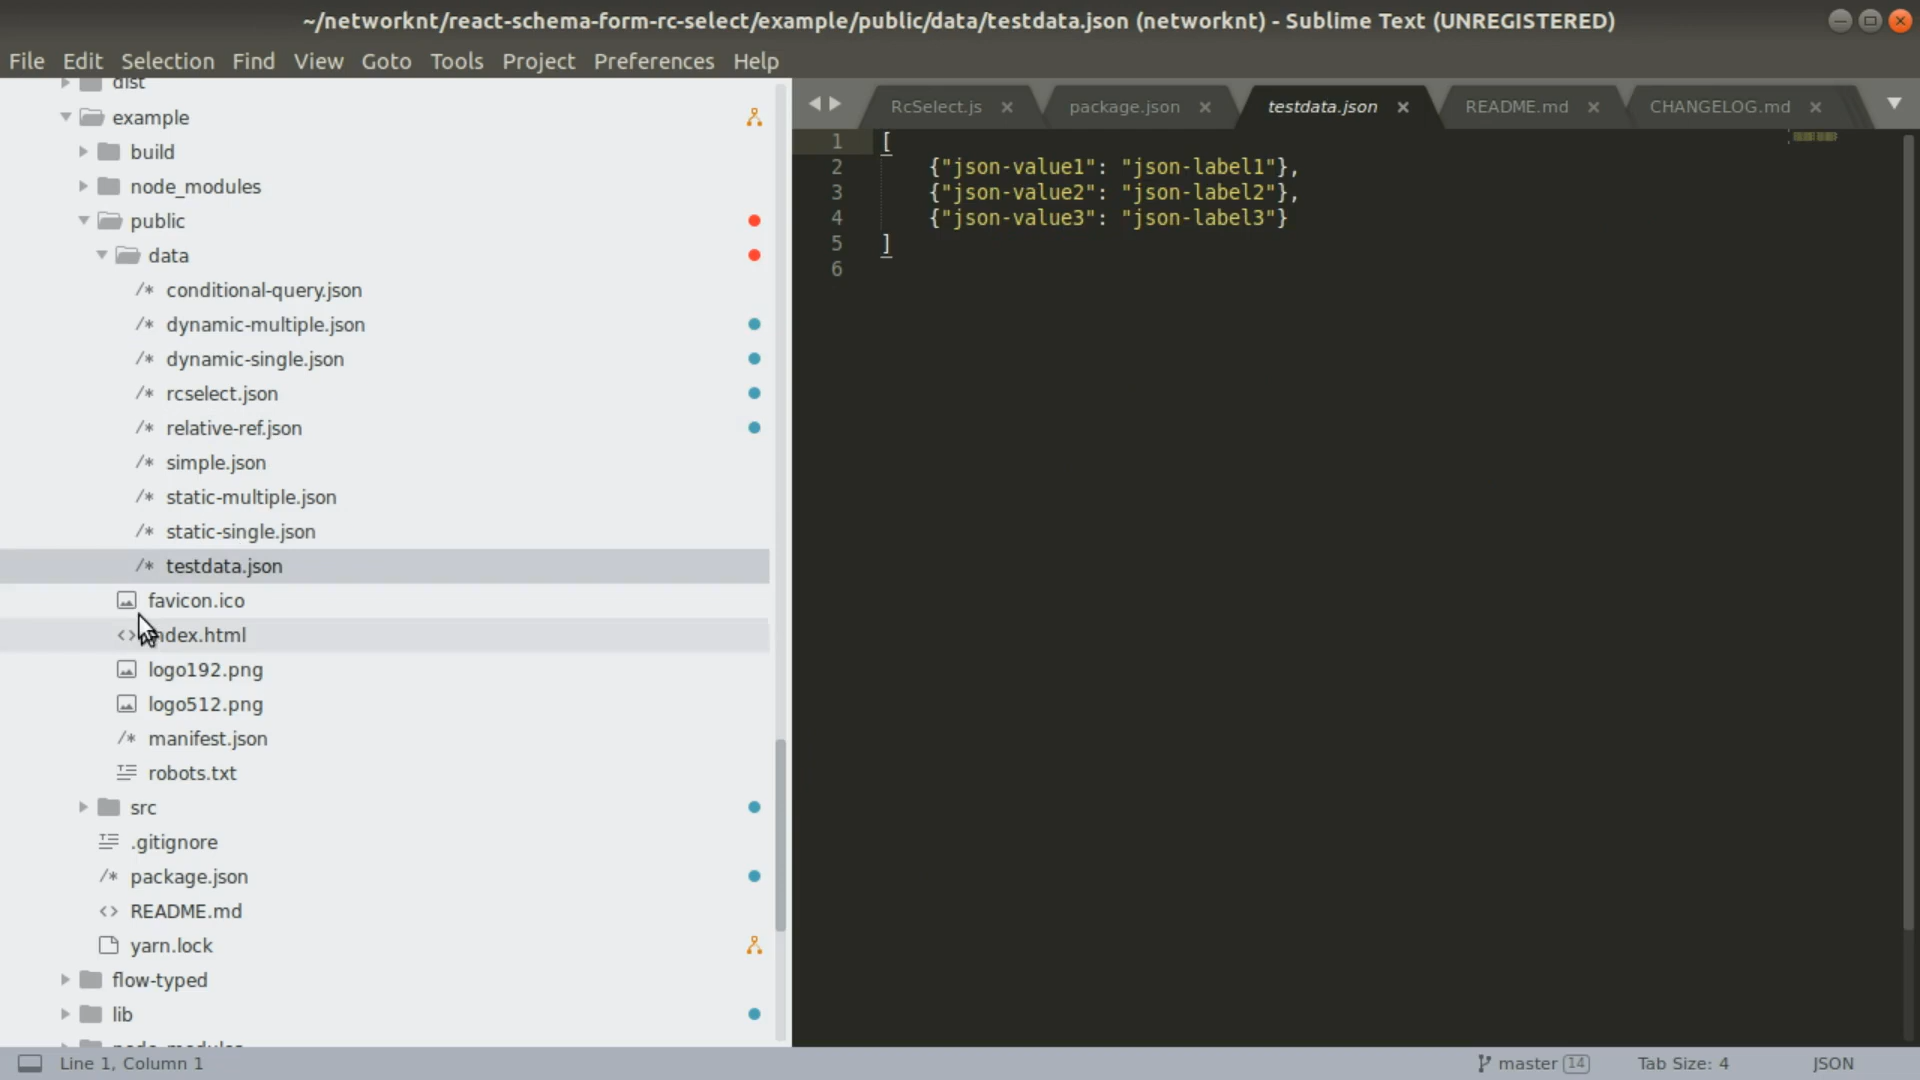 ~/networknt/react-schema-form-rc-select/example/public/data/testdata.json (networknt) - Sublime Text (UNREGISTERED)
File Edit Selection Find View Goto Tools Project Preferences Help
dist
example
build
node_modules
public
data
/* conditional-query.json
/* dynamic-multiple.json
/* dynamic-single.json
/* rcselect.json
/* relative-ref.json
/* simple.json
/* static-multiple.json
/* static-single.json
/* testdata.json
favicon.ico
<> index.html
logo192.png
logo512.png
/* manifest.json
robots.txt
src
.gitignore
/* package.json
<> README.md
yarn.lock
flow-typed
lib
node_modules
RcSelect.js × package.json × testdata.json × README.md × CHANGELOG.md ×
1 [
2 {"json-value1": "json-label1"},
3 {"json-value2": "json-label2"},
4 {"json-value3": "json-label3"}
5 ]
6
Line 1, Column 1 master 14 Tab Size: 4 JSON